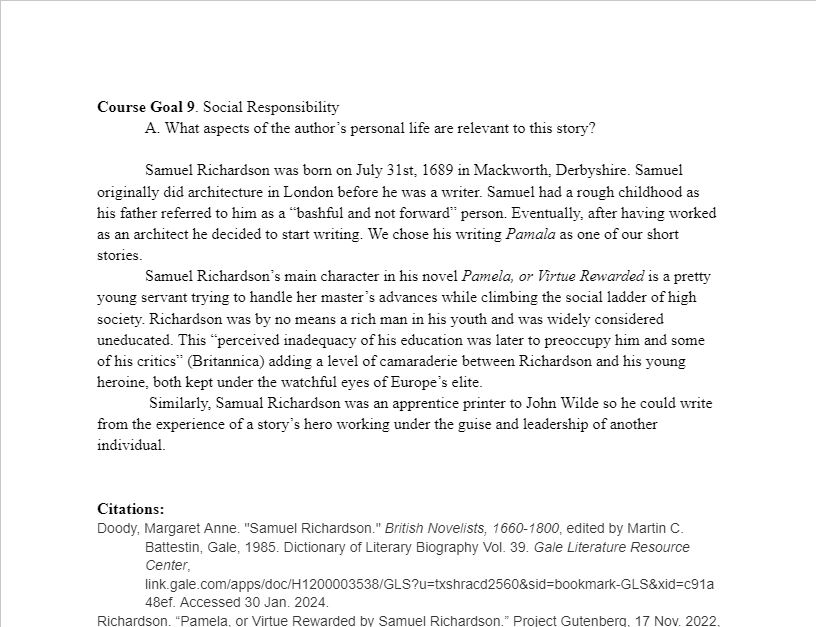 Course Goal 9. Social Responsibility
A. What aspects of the author’s personal life are relevant to this story?
Samuel Richardson was born on July 31st, 1689 in Mackworth, Derbyshire. Samuel
originally did architecture in London before he was a writer. Samuel had a rough childhood as
his father referred to him as a “bashful and not forward” person. Eventually, after having worked
as an architect he decided to start writing. We chose his writing Pamala as one of our short
stories.
Samuel Richardson’s main character in his novel Pamela, or Virtue Rewarded is a pretty
young servant trying to handle her master’s advances while climbing the social ladder of high
society. Richardson was by no means a rich man in his youth and was widely considered
uneducated. This “perceived inadequacy of his education was later to preoccupy him and some
of his critics” (Britannica) adding a level of camaraderie between Richardson and his young
heroine, both kept under the watchful eyes of Europe’s elite.
Similarly, Samual Richardson was an apprentice printer to John Wilde so he could write
from the experience of a story’s hero working under the guise and leadership of another
individual.
Citations:
Doody, Margaret Anne. "Samuel Richardson." British Novelists, 1660-1800, edited by Martin C.
Battestin, Gale, 1985. Dictionary of Literary Biography Vol. 39. Gale Literature Resource
Center,
link.gale.com/apps/doc/H1200003538/GLS?u=txshracd2560&sid=bookmark-GLS&xid=c91a
48ef. Accessed 30 Jan. 2024.
Richardson. “Pamela, or Virtue Rewarded by Samuel Richardson.” Project Gutenberg, 17 Nov. 2022,